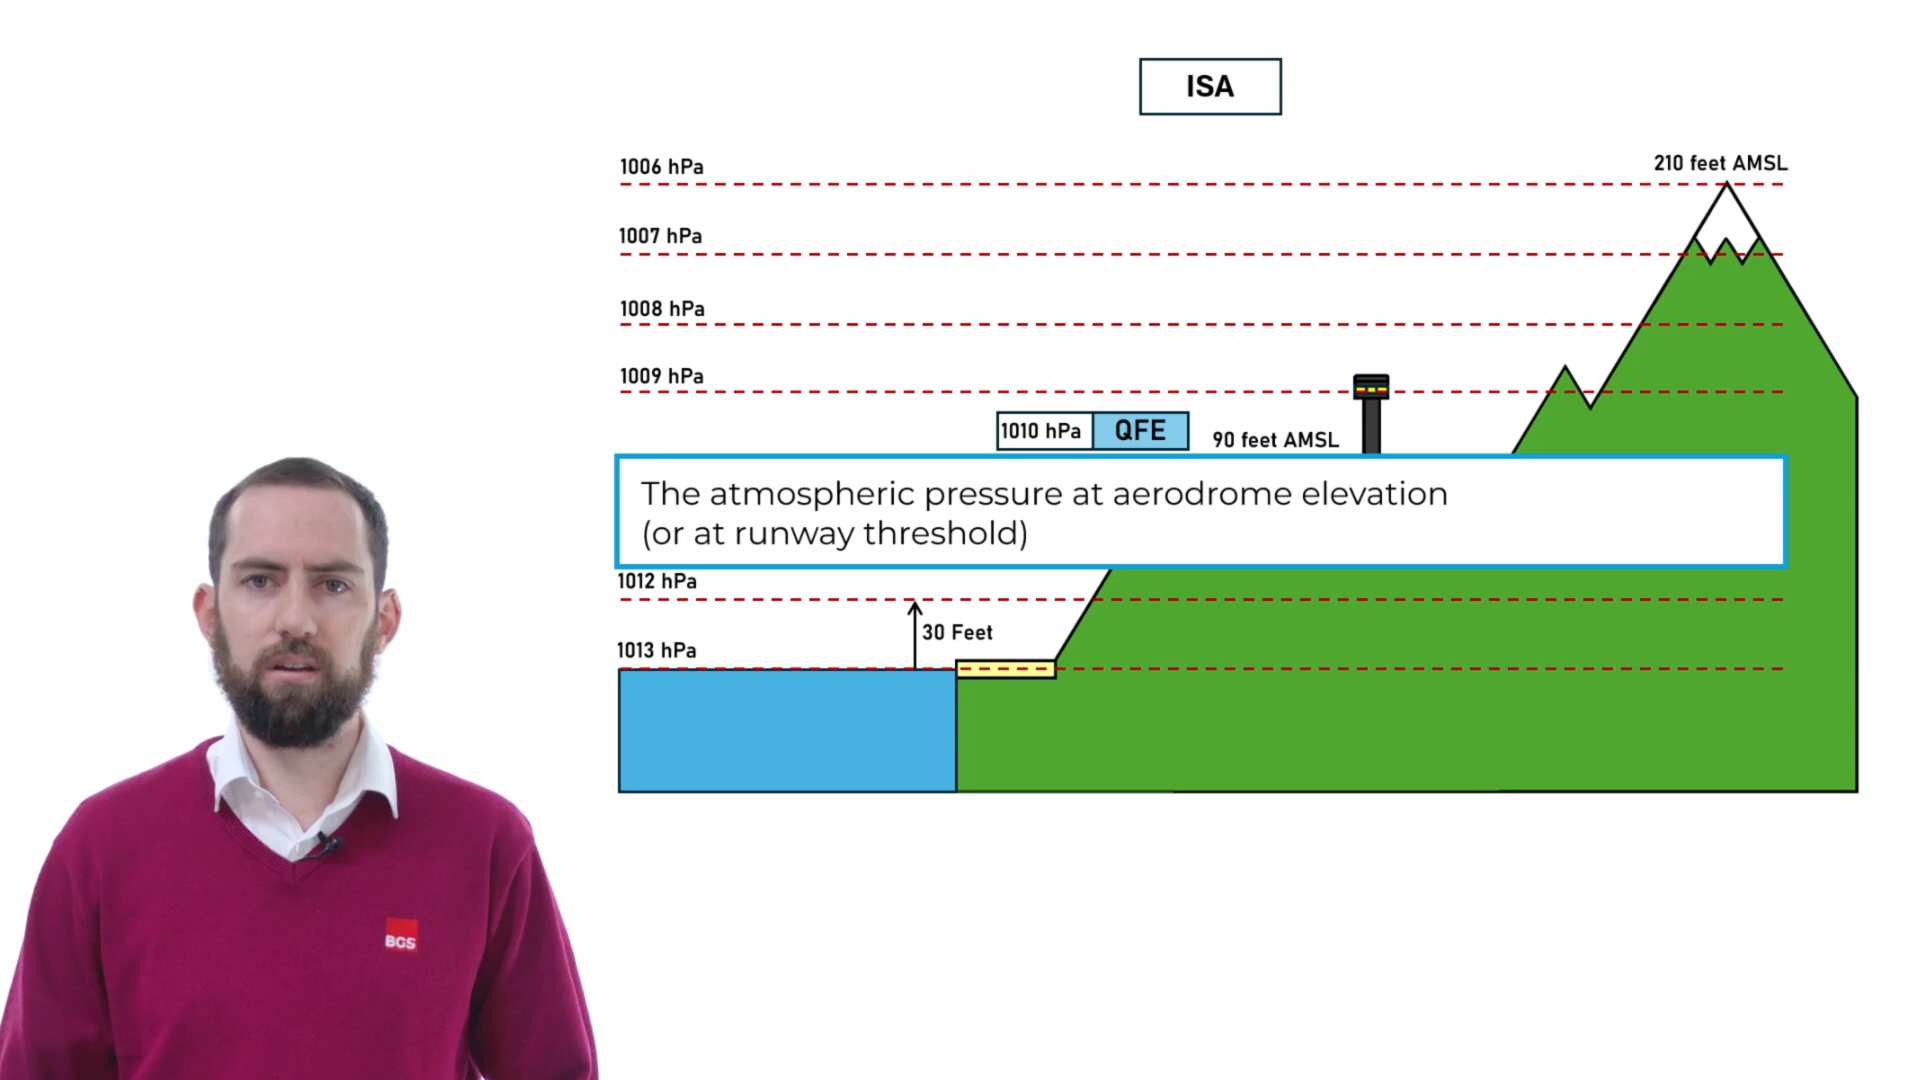 ISA
1006 hPa
210 feet AMSL
1007 hPa
1008 hPa
1009 hPa
1010 hPa QFE
90 feet AMSL
The atmospheric pressure at aerodrome elevation
(or at runway threshold)
1012 hPa
30 Feet
1013 hPa
BGS